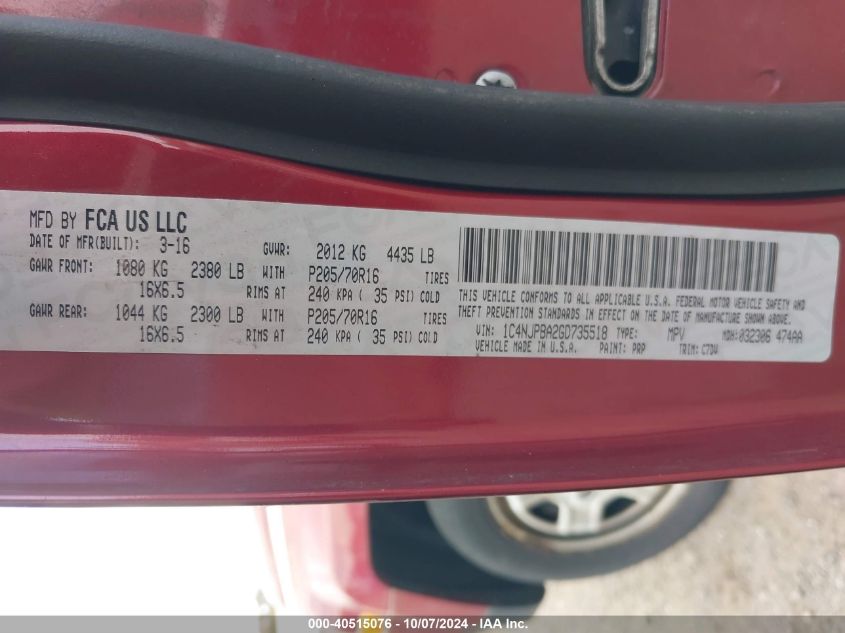 MFD BY FCA US LLC
DATE OF MFR(BUILT): 3-16 GVWR: 2012 KG 4435 LB
GAWR FRONT: 1080 KG 2380 LB WITH P205/70R16 TIRES
16X6.5 RIMS AT 240 KPA ( 35 PSI) COLD
GAWR REAR: 1044 KG 2300 LB WITH P205/70R16 TIRES
16X6.5 RIMS AT 240 KPA ( 35 PSI) COLD
THIS VEHICLE CONFORMS TO ALL APPLICABLE U.S.A. FEDERAL MOTOR VEHICLE SAFETY AND
THEFT PREVENTION STANDARDS IN EFFECT ON THE DATE OF MANUFACTURE SHOWN ABOVE.
VIN: 1C4NJPBA2GD735518 TYPE: MPV MDH:032306 474AA
VEHICLE MADE IN U.S.A. PAINT: PRP TRIM: C7DV
000-40515076 - 10/07/2024 - IAA Inc.